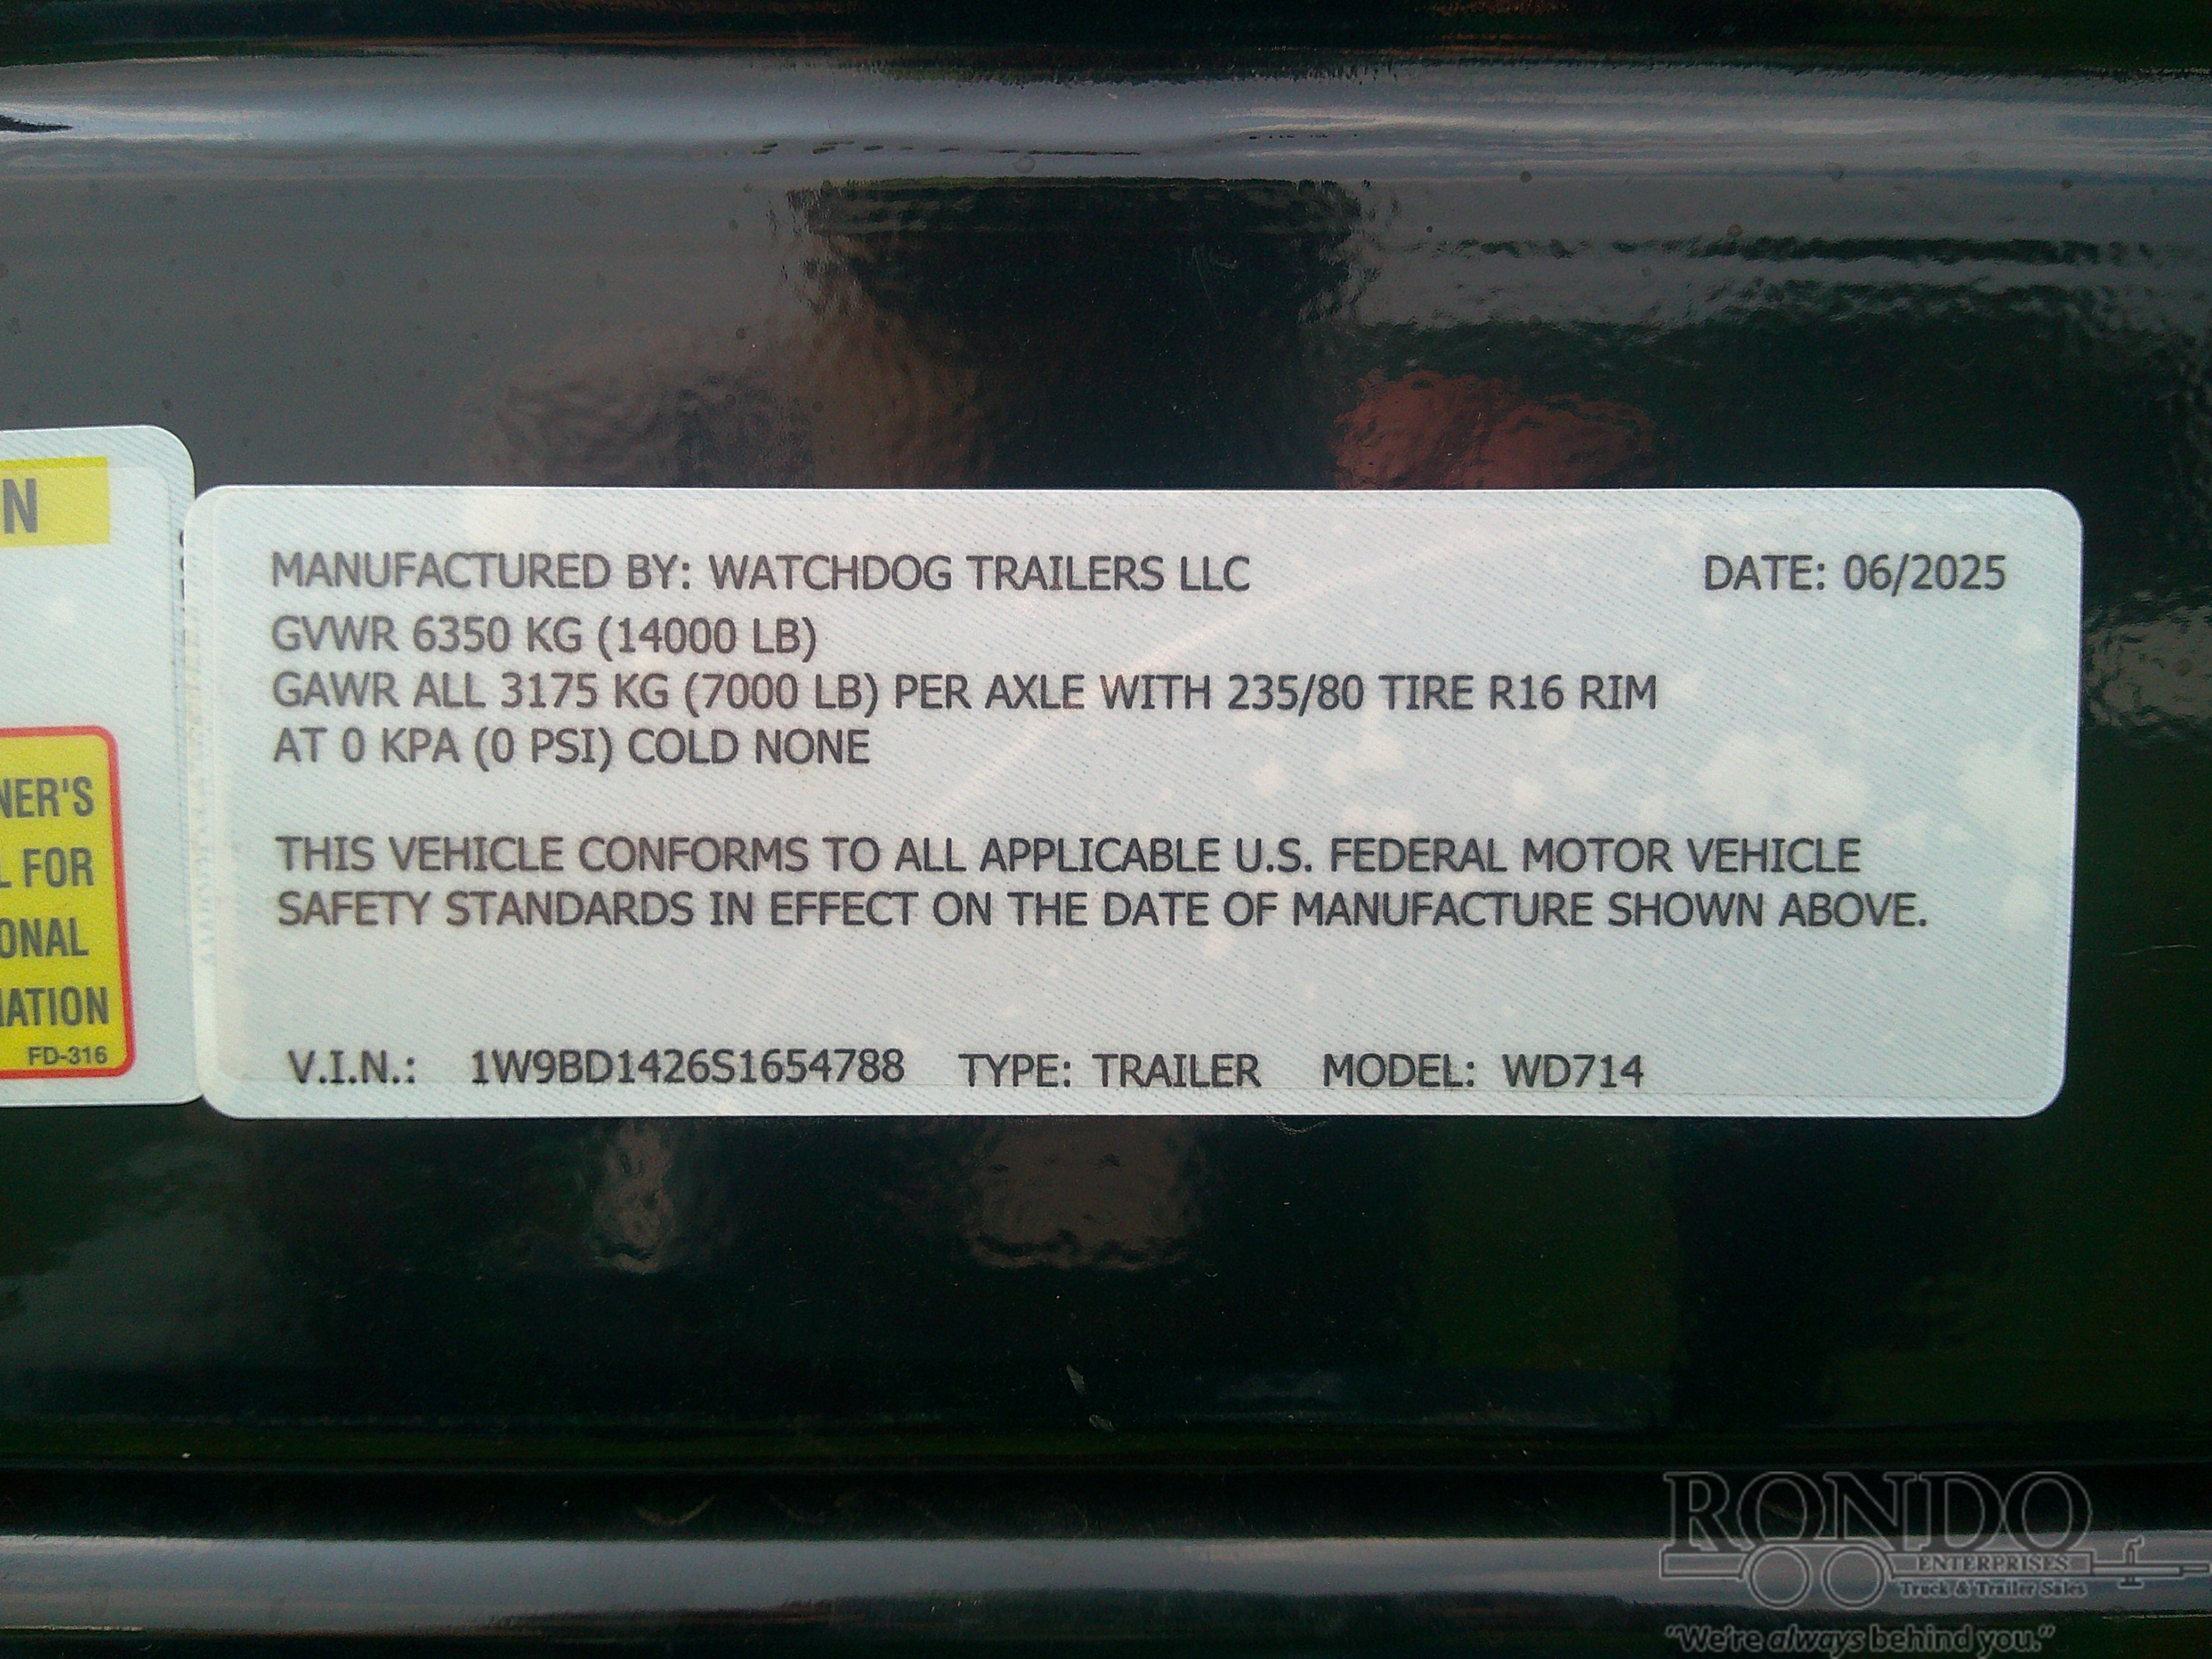 N
NER'S
L FOR
ONAL
MATION
FD-316
MANUFACTURED BY: WATCHDOG TRAILERS LLC DATE: 06/2025
GVWR 6350 KG (14000 LB)
GAWR ALL 3175 KG (7000 LB) PER AXLE WITH 235/80 TIRE R16 RIM
AT 0 KPA (0 PSI) COLD NONE
THIS VEHICLE CONFORMS TO ALL APPLICABLE U.S. FEDERAL MOTOR VEHICLE
SAFETY STANDARDS IN EFFECT ON THE DATE OF MANUFACTURE SHOWN ABOVE.
V.I.N.: 1W9BD1426S1654788 TYPE: TRAILER MODEL: WD714
RONDO
ENTERPRISES
Truck & Trailer Sales
"We're always behind you."